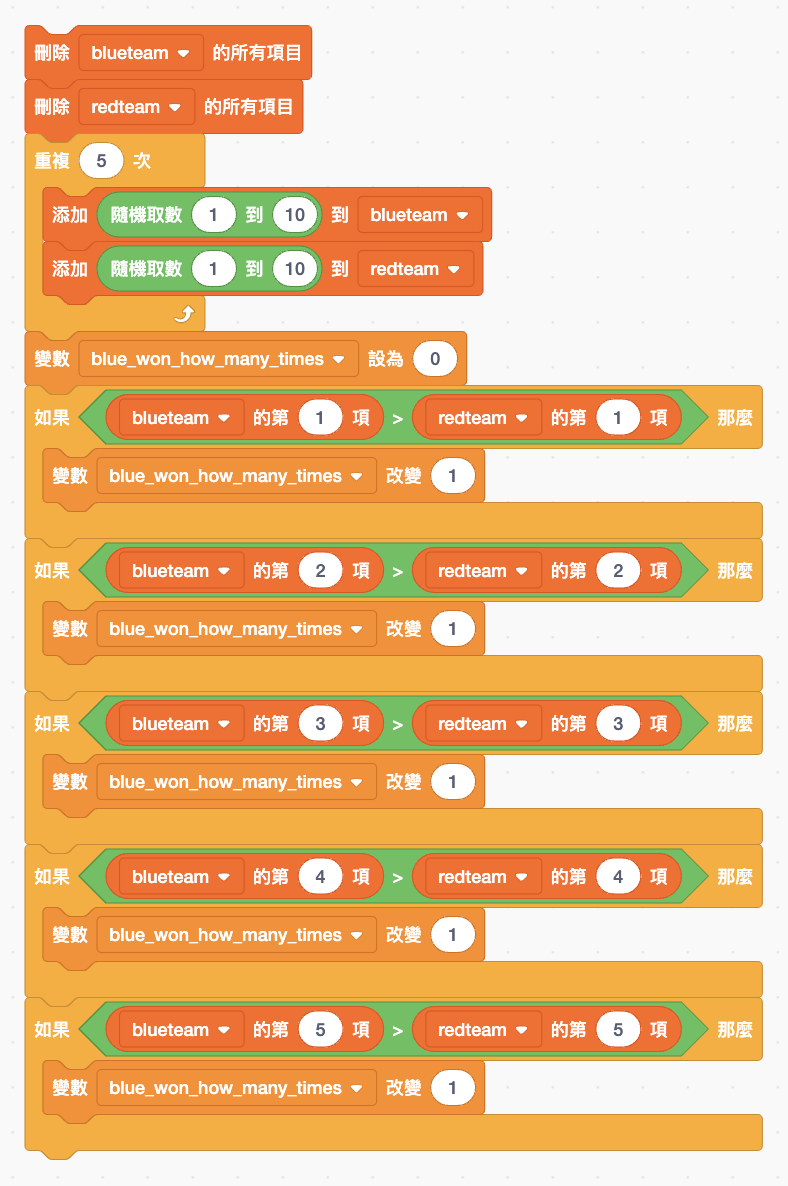 刪除 blueteam 的所有項目
刪除 redteam 的所有項目
重複 5 次
添加 隨機取數 1 到 10 到 blueteam
添加 隨機取數 1 到 10 到 redteam
變數 blue_won_how_many_times 設為 0
如果 blueteam 的第 1 項 > redteam 的第 1 項 那麼
變數 blue_won_how_many_times 改變 1
如果 blueteam 的第 2 項 > redteam 的第 2 項 那麼
變數 blue_won_how_many_times 改變 1
如果 blueteam 的第 3 項 > redteam 的第 3 項 那麼
變數 blue_won_how_many_times 改變 1
如果 blueteam 的第 4 項 > redteam 的第 4 項 那麼
變數 blue_won_how_many_times 改變 1
如果 blueteam 的第 5 項 > redteam 的第 5 項 那麼
變數 blue_won_how_many_times 改變 1